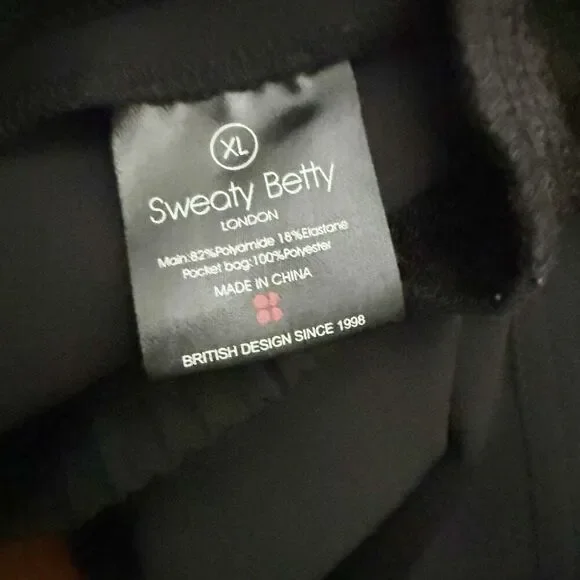 XL
Sweaty Betty
LONDON
Main:82%Polyamide 18%Elastane
Pocket bag:100%Polyester
MADE IN CHINA
BRITISH DESIGN SINCE 1998